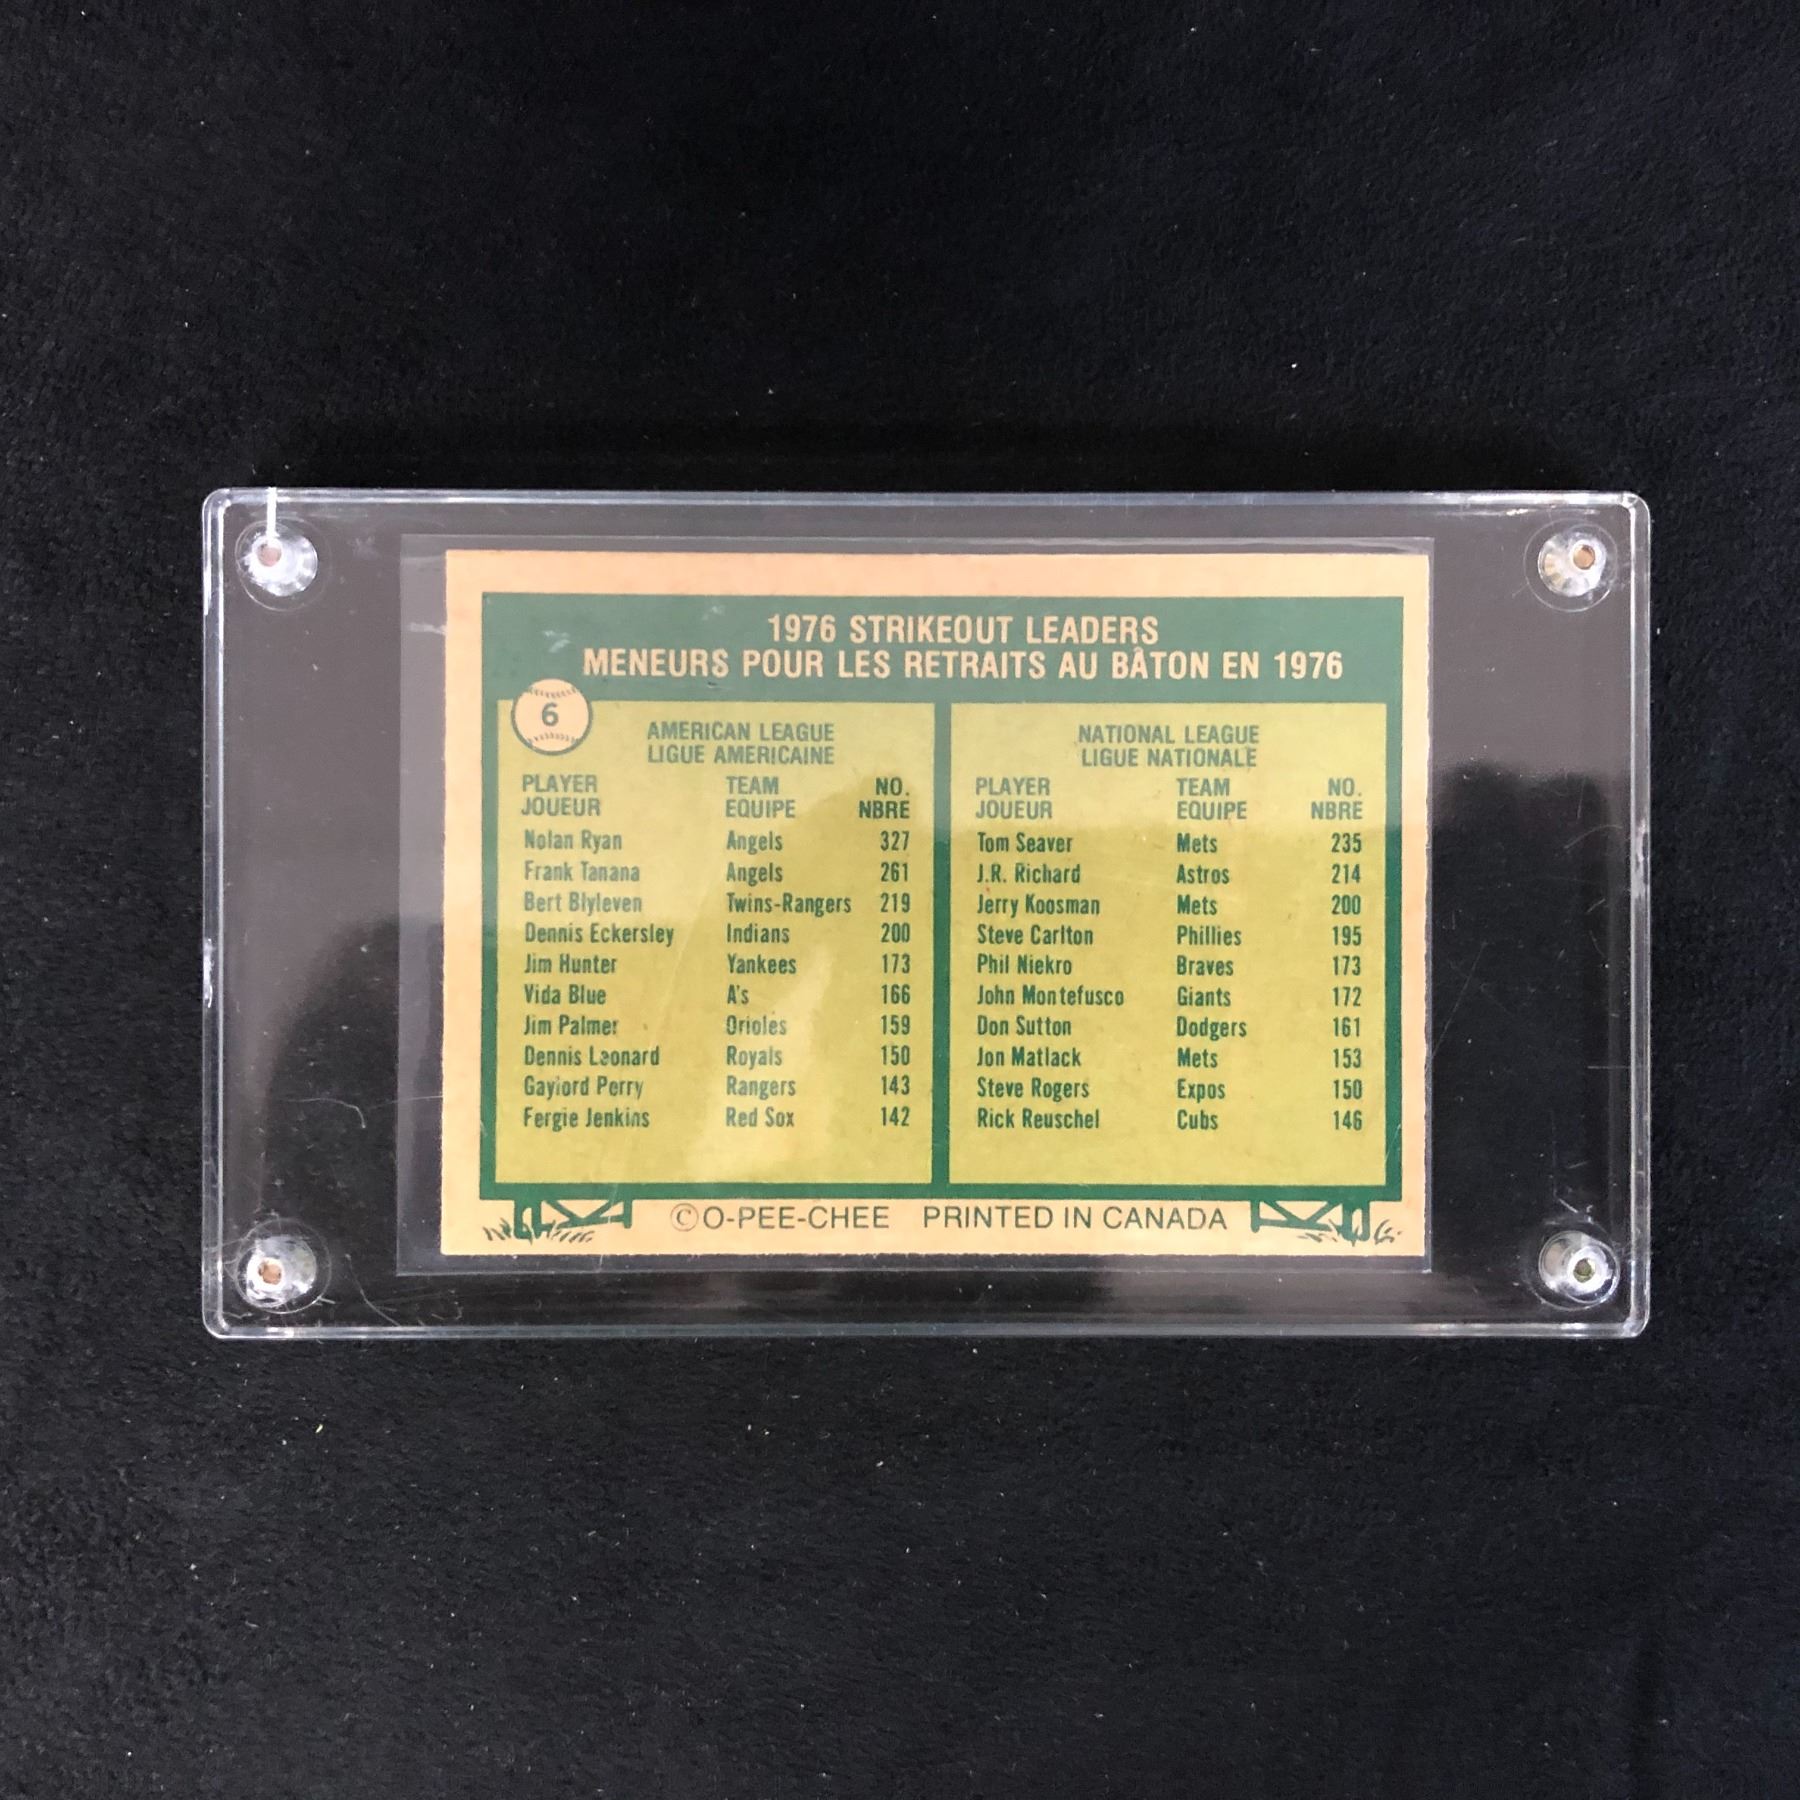 1976 STRIKEOUT LEADERS
MENEURS POUR LES RETRAITS AU BÂTON EN 1976
6
AMERICAN LEAGUE
LIGUE AMERICAINE
PLAYER TEAM NO.
JOUEUR EQUIPE NBRE
Nolan Ryan Angels 327
Frank Tanana Angels 261
Bert Blyleven Twins-Rangers 219
Dennis Eckersley Indians 200
Jim Hunter Yankees 173
Vida Blue A's 166
Jim Palmer Orioles 159
Dennis Leonard Royals 150
Gaylord Perry Rangers 143
Fergie Jenkins Red Sox 142
NATIONAL LEAGUE
LIGUE NATIONALE
PLAYER TEAM NO.
JOUEUR EQUIPE NBRE
Tom Seaver Mets 235
J.R. Richard Astros 214
Jerry Koosman Mets 200
Steve Carlton Phillies 195
Phil Niekro Braves 173
John Montefusco Giants 172
Don Sutton Dodgers 161
Jon Matlack Mets 153
Steve Rogers Expos 150
Rick Reuschel Cubs 146
©O-PEE-CHEE PRINTED IN CANADA